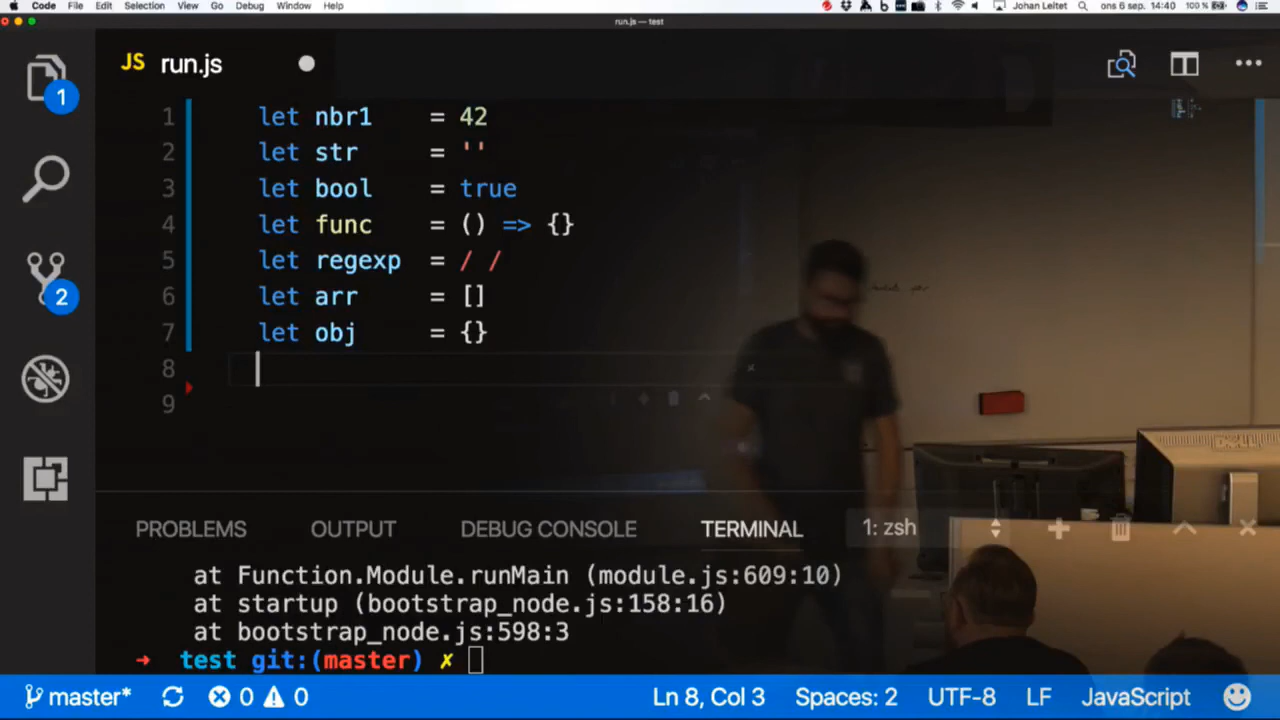 Code File Edit Selection View Go Debug Window Help Johan Leitet ons 6 sep. 14:40 100 %
run.js — test
JS run.js
1 let nbr1 = 42
2 let str = ''
3 let bool = true
4 let func = () => {}
5 let regexp = / /
6 let arr = []
7 let obj = {}
8
9
1
2
PROBLEMS OUTPUT DEBUG CONSOLE TERMINAL 1: zsh
at Function.Module.runMain (module.js:609:10)
at startup (bootstrap_node.js:158:16)
at bootstrap_node.js:598:3
➜ test git:(master) ✗
master* 0 0 Ln 8, Col 3 Spaces: 2 UTF-8 LF JavaScript
DELL